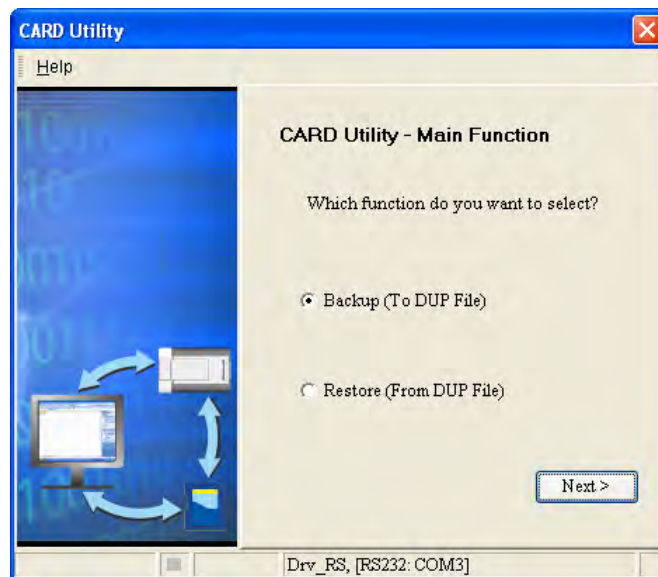 CARD Utility
Help
CARD Utility - Main Function
Which function do you want to select?
Backup (To DUP File)
Restore (From DUP File)
Next >
Drv_RS, [RS232: COM3]